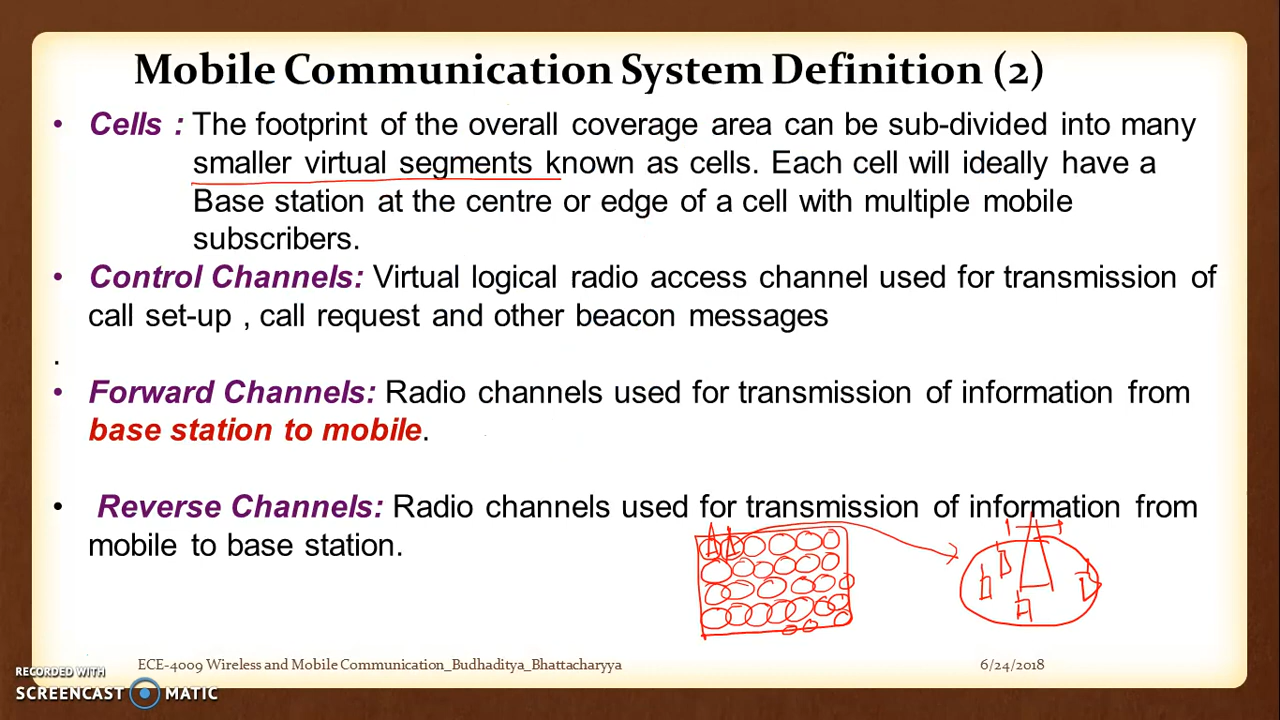 Mobile Communication System Definition (2)
• Cells : The footprint of the overall coverage area can be sub-divided into many
smaller virtual segments known as cells. Each cell will ideally have a
Base station at the centre or edge of a cell with multiple mobile
subscribers.
• Control Channels: Virtual logical radio access channel used for transmission of
call set-up , call request and other beacon messages
.
• Forward Channels: Radio channels used for transmission of information from
base station to mobile.
• Reverse Channels: Radio channels used for transmission of information from
mobile to base station.
ECE-4009 Wireless and Mobile Communication_Budhaditya_Bhattacharyya
6/24/2018
RECORDED WITH
SCREENCAST MATIC